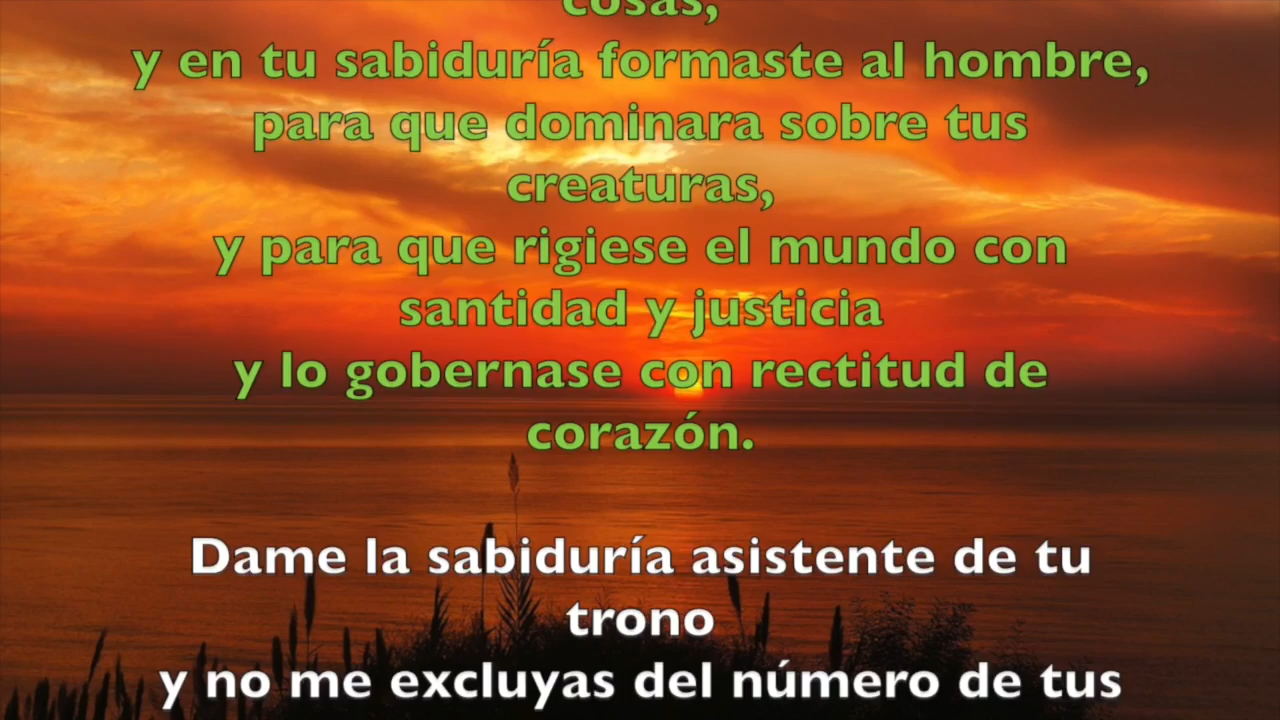 cosas,
y en tu sabiduría formaste al hombre,
para que dominara sobre tus
creaturas,
y para que rigiese el mundo con
santidad y justicia
y lo gobernase con rectitud de
corazón.
Dame la sabiduría asistente de tu
trono
y no me excluyas del número de tus